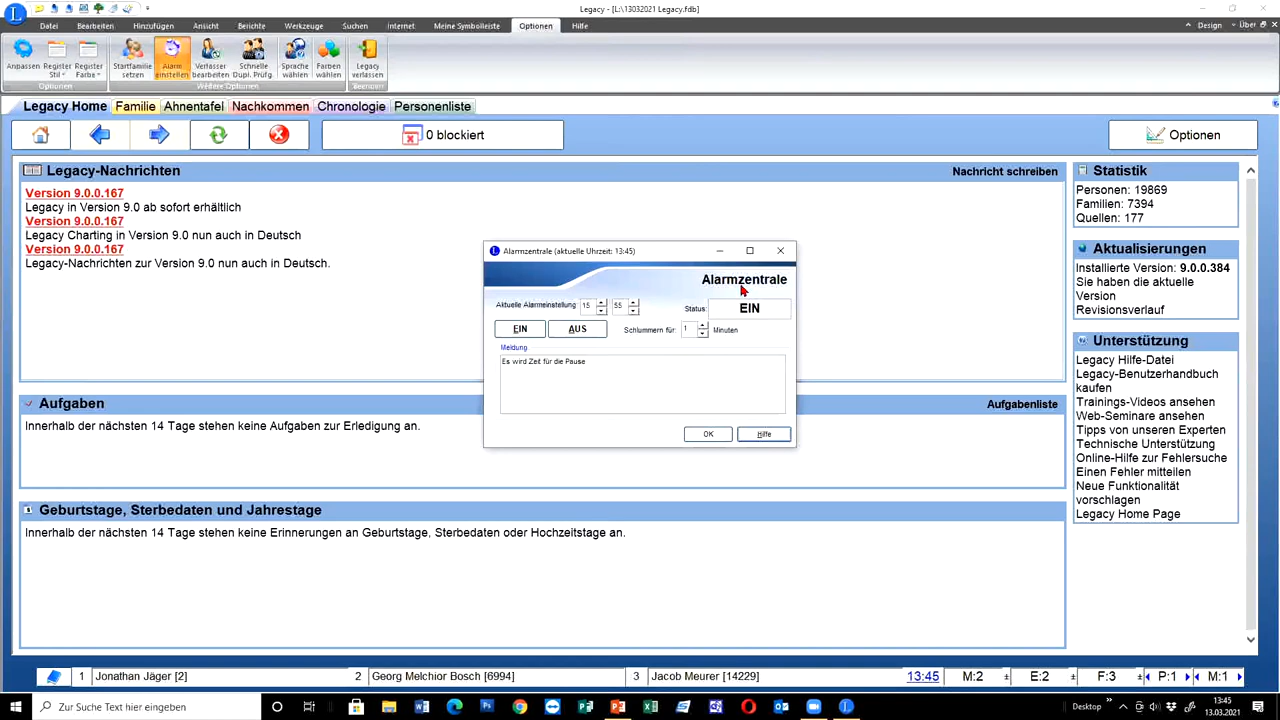 Legacy - [L:\13032021 Legacy.fdb]
Datei Bearbeiten Hinzufügen Ansicht Berichte Werkzeuge Suchen Internet Meine Symbolleiste Optionen Hilfe Design Über
Anpassen Register Stil Register Farbe Startfamilie setzen Alarm einstellen Verfasser bearbeiten Schnelle Dupl. Prüfg. Sprache wählen Farben wählen Legacy verlassen
Optionen Weitere Optionen Beenden
Legacy Home Familie Ahnentafel Nachkommen Chronologie Personenliste
0 blockiert Optionen
Legacy-Nachrichten Nachricht schreiben
Version 9.0.0.167
Legacy in Version 9.0 ab sofort erhältlich
Version 9.0.0.167
Legacy Charting in Version 9.0 nun auch in Deutsch
Version 9.0.0.167
Legacy-Nachrichten zur Version 9.0 nun auch in Deutsch.
Alarmzentrale (aktuelle Uhrzeit: 13:45)
Alarmzentrale
Aktuelle Alarmeinstellung 15 55 Status: EIN
EIN AUS Schlummern für: 1 Minuten
Meldung
Es wird Zeit für die Pause
OK Hilfe
Aufgaben Aufgabenliste
Innerhalb der nächsten 14 Tage stehen keine Aufgaben zur Erledigung an.
Geburtstage, Sterbedaten und Jahrestage
Innerhalb der nächsten 14 Tage stehen keine Erinnerungen an Geburtstage, Sterbedaten oder Hochzeitstage an.
Statistik
Personen: 19869
Familien: 7394
Quellen: 177
Aktualisierungen
Installierte Version: 9.0.0.384
Sie haben die aktuelle
Version
Revisionsverlauf
Unterstützung
Legacy Hilfe-Datei
Legacy-Benutzerhandbuch
kaufen
Trainings-Videos ansehen
Web-Seminare ansehen
Tipps von unseren Experten
Technische Unterstützung
Online-Hilfe zur Fehlersuche
Einen Fehler mitteilen
Neue Funktionalität
vorschlagen
Legacy Home Page
1 Jonathan Jäger [2] 2 Georg Melchior Bosch [6994] 3 Jacob Meurer [14229] 13:45 M:2 E:2 F:3 P:1 M:1
Zur Suche Text hier eingeben Desktop 13:45
13.03.2021